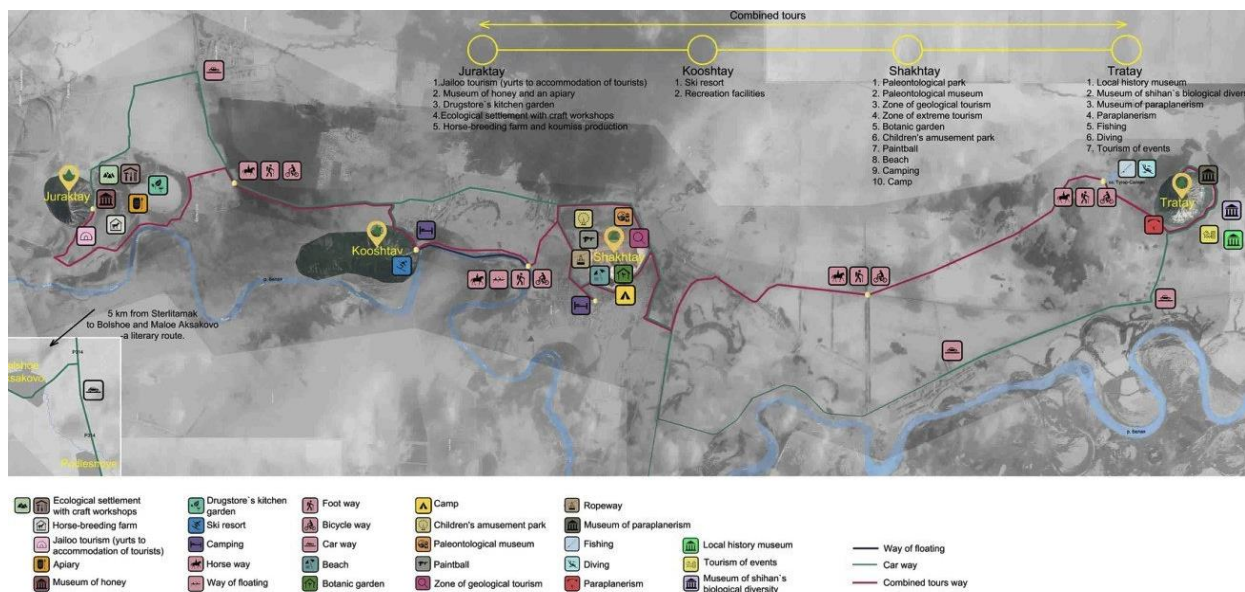 Combined tours
Juraktay
1.Jailoo tourism (yurts to accommodation of tourists)
2. Museum of honey and an apiary
3. Drugstore`s kitchen garden
4.Ecological settlement with craft workshops
5. Horse-breeding farm and koumiss production
Kooshtay
1. Ski resort
2. Recreation facilities
Shakhtay
1. Paleontological park
2. Paleontological museum
3. Zone of geological tourism
4. Zone of extreme tourism
5. Botanic garden
6. Children's amusement park
7. Paintball
8. Beach
9. Camping
10. Camp
Tratay
1. Local history museum
2. Museum of shihan`s biological diver
3. Museum of paraplanerism
4. Paraplanerism
5. Fishing
6. Diving
7. Tourism of events
Juraktay
Kooshtay
Shakhtay
Tratay
5 km from Sterlitamak
to Bolshoe and Maloe Aksakovo
-a literary route.
Ecological settlement
with craft workshops
Horse-breeding farm
Jailoo tourism (yurts to
accommodation of tourists)
Apiary
Museum of honey
Drugstore`s kitchen
garden
Ski resort
Camping
Horse way
Way of floating
Foot way
Bicycle way
Car way
Beach
Botanic garden
Camp
Children's amusement park
Paleontological museum
Paintball
Zone of geological tourism
Ropeway
Museum of paraplanerism
Fishing
Diving
Paraplanerism
Local history museum
Tourism of events
Museum of shihan`s
biological diversity
Way of floating
Car way
Combined tours way